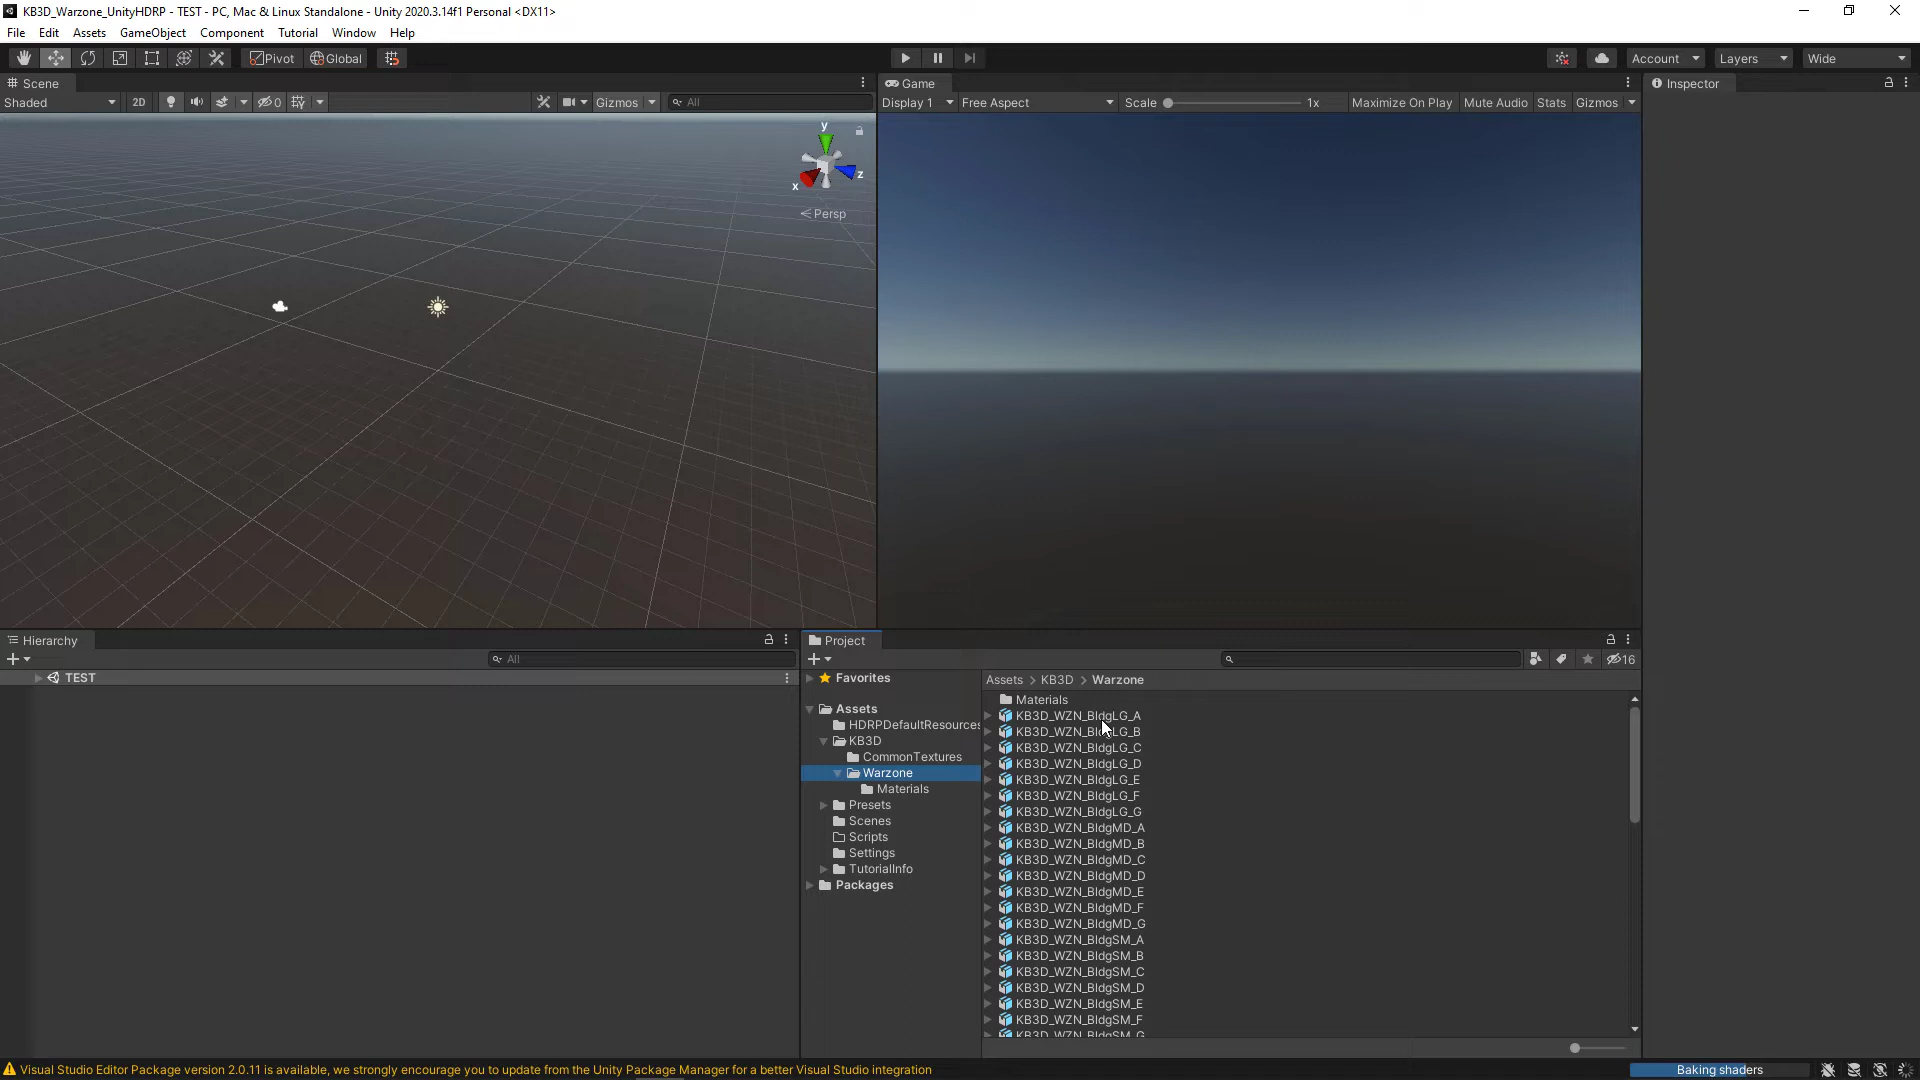 KB3D_Warzone_UnityHDRP - TEST - PC, Mac & Linux Standalone - Unity 2020.3.14f1 Personal <DX11>
File Edit Assets GameObject Component Tutorial Window Help
Pivot Global Account Layers Wide
Scene Game Inspector
Shaded 2D 0 Gizmos All Display 1 Free Aspect Scale 1x Maximize On Play Mute Audio Stats Gizmos
y
x z
Persp
Hierarchy Project
All 16
TEST
Favorites
Assets
HDRPDefaultResources
KB3D
CommonTextures
Warzone
Materials
Presets
Scenes
Scripts
Settings
TutorialInfo
Packages
Assets > KB3D > Warzone
Materials
KB3D_WZN_BldgLG_A
KB3D_WZN_BldgLG_B
KB3D_WZN_BldgLG_C
KB3D_WZN_BldgLG_D
KB3D_WZN_BldgLG_E
KB3D_WZN_BldgLG_F
KB3D_WZN_BldgLG_G
KB3D_WZN_BldgMD_A
KB3D_WZN_BldgMD_B
KB3D_WZN_BldgMD_C
KB3D_WZN_BldgMD_D
KB3D_WZN_BldgMD_E
KB3D_WZN_BldgMD_F
KB3D_WZN_BldgMD_G
KB3D_WZN_BldgSM_A
KB3D_WZN_BldgSM_B
KB3D_WZN_BldgSM_C
KB3D_WZN_BldgSM_D
KB3D_WZN_BldgSM_E
KB3D_WZN_BldgSM_F
KB3D_WZN_BldgSM_G
Visual Studio Editor Package version 2.0.11 is available, we strongly encourage you to update from the Unity Package Manager for a better Visual Studio integration
Baking shaders